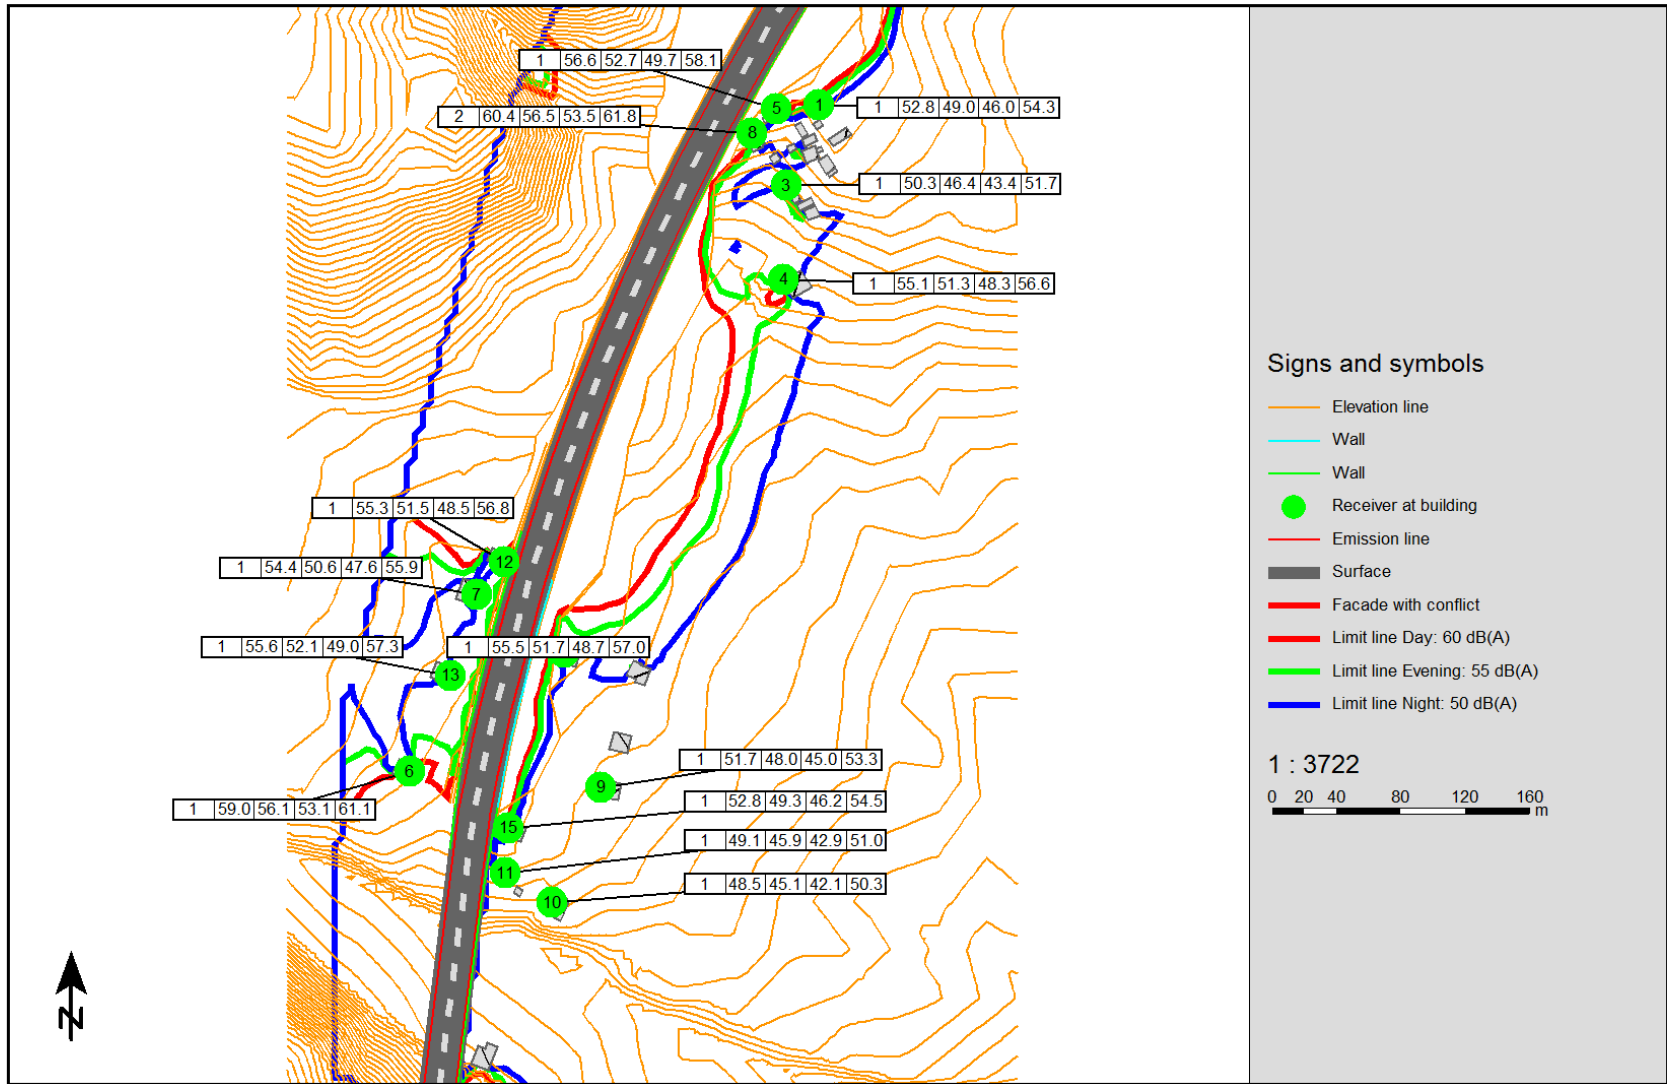 1 56.6 52.7 49.7 58.1
2 60.4 56.5 53.5 61.8
5
1
1 52.8 49.0 46.0 54.3
8
3
1 50.3 46.4 43.4 51.7
4
1 55.1 51.3 48.3 56.6
1 55.3 51.5 48.5 56.8
12
1 54.4 50.6 47.6 55.9
7
1 55.6 52.1 49.0 57.3
1 55.5 51.7 48.7 57.0
13
6
1 59.0 56.1 53.1 61.1
1 51.7 48.0 45.0 53.3
9
1 52.8 49.3 46.2 54.5
15
1 49.1 45.9 42.9 51.0
11
1 48.5 45.1 42.1 50.3
10
N
Signs and symbols
Elevation line
Wall
Wall
Receiver at building
Emission line
Surface
Facade with conflict
Limit line Day: 60 dB(A)
Limit line Evening: 55 dB(A)
Limit line Night: 50 dB(A)
1 : 3722
0 20 40 80 120 160
m